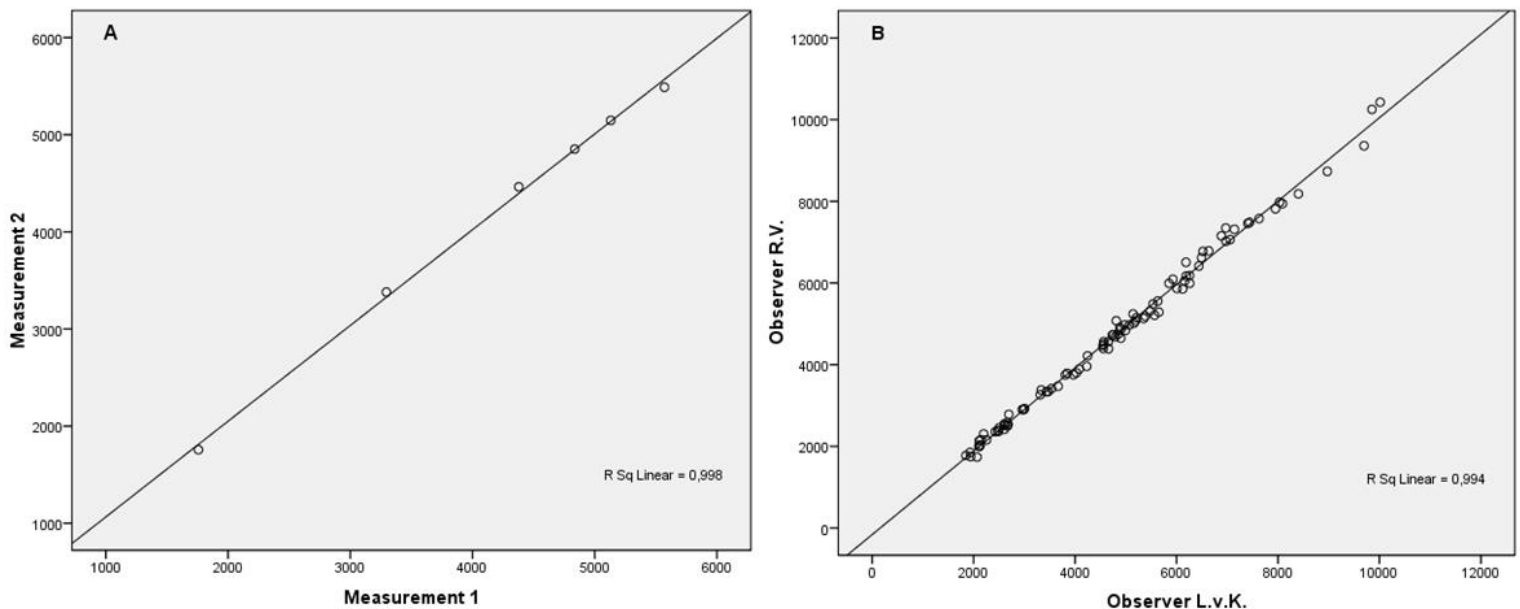 A
6000
5000
4000
3000
2000
1000
Measurement 2
R Sq Linear = 0,998
1000 2000 3000 4000 5000 6000
Measurement 1
B
12000
10000
8000
6000
4000
2000
0
Observer R.V.
R Sq Linear = 0,994
0 2000 4000 6000 8000 10000 12000
Observer L.v.K.